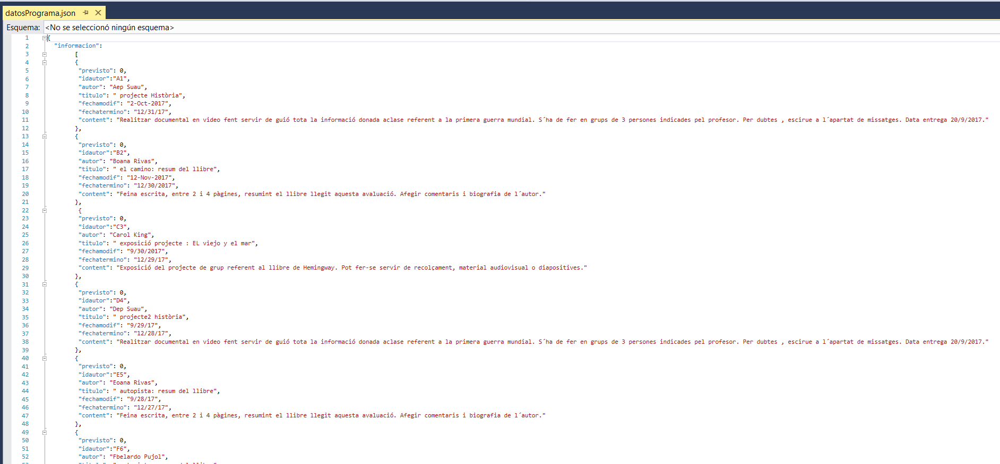 datosPrograma.json
Esquema: <No se seleccionó ningún esquema>
1 {
2 "informacion":
3 [
4 {
5 "previsto": 0,
6 "idautor":"A1",
7 "autor": "Aep Suau",
8 "titulo": " projecte Història",
9 "fechamodif": "2-Oct-2017",
10 "fechatermino": "12/31/17",
11 "content": "Realitzar documental en video fent servir de guió tota la informació donada aclase referent a la primera guerra mundial. S´ha de fer en grups de 3 persones indicades pel profesor. Per dubtes , escirue a l´apartat de missatges. Data entrega 20/9/2017."
12 },
13 {
14 "previsto": 0,
15 "idautor":"B2",
16 "autor": "Boana Rivas",
17 "titulo": " el camino: resum del llibre",
18 "fechamodif": "12-Nov-2017",
19 "fechatermino": "12/30/2017",
20 "content": "Feina escrita, entre 2 i 4 pàgines, resumint el llibre llegit aquesta avaluació. Afegir comentaris i biografia de l´autor."
21 },
22 {
23 "previsto": 0,
24 "idautor":"C3",
25 "autor": "Carol King",
26 "titulo": " exposició projecte : EL viejo y el mar",
27 "fechamodif": "9/30/2017",
28 "fechatermino": "12/29/17",
29 "content": "Exposició del projecte de grup referent al llibre de Hemingway. Pot fer-se servir de recolçament, material audiovisual o diapositives."
30 },
31 {
32 "previsto": 0,
33 "idautor":"D4",
34 "autor": "Dep Suau",
35 "titulo": " projecte2 història",
36 "fechamodif": "9/29/17",
37 "fechatermino": "12/28/17",
38 "content": "Realitzar documental en video fent servir de guió tota la informació donada aclase referent a la primera guerra mundial. S´ha de fer en grups de 3 persones indicades pel profesor. Per dubtes , escirue a l´apartat de missatges. Data entrega 20/9/2017."
39 },
40 {
41 "previsto": 0,
42 "idautor":"E5",
43 "autor": "Eoana Rivas",
44 "titulo": " autopista: resum del llibre",
45 "fechamodif": "9/28/17",
46 "fechatermino": "12/27/17",
47 "content": "Feina escrita, entre 2 i 4 pàgines, resumint el llibre llegit aquesta avaluació. Afegir comentaris i biografia de l´autor."
48 },
49 {
50 "previsto": 0,
51 "idautor":"F6",
52 "autor": "Fbelardo Pujol",